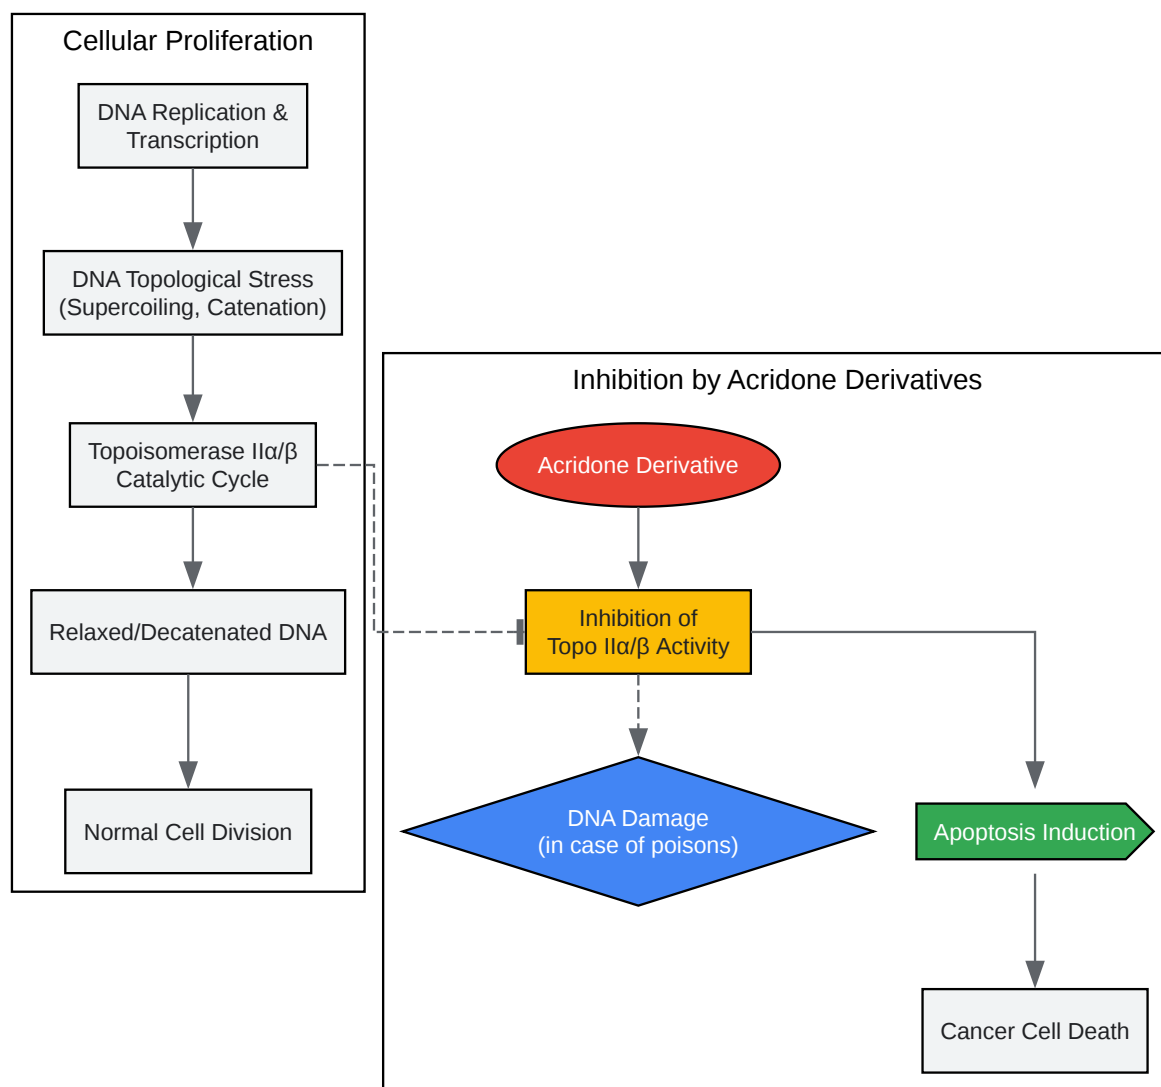 Cellular Proliferation
DNA Replication &
Transcription
DNA Topological Stress
(Supercoiling, Catenation)
Topoisomerase IIα/β
Catalytic Cycle
Relaxed/Decatenated DNA
Normal Cell Division
Inhibition by Acridone Derivatives
Acridone Derivative
Inhibition of
Topo IIα/β Activity
DNA Damage
(in case of poisons)
Apoptosis Induction
Cancer Cell Death